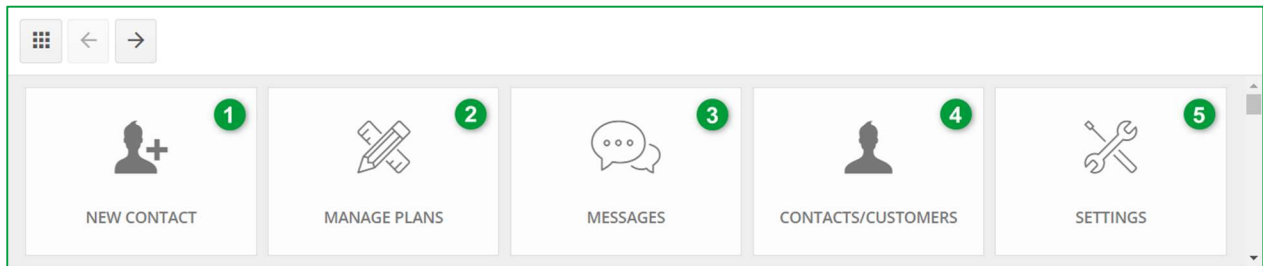 1
2
3
4
5
NEW CONTACT
MANAGE PLANS
MESSAGES
CONTACTS/CUSTOMERS
SETTINGS